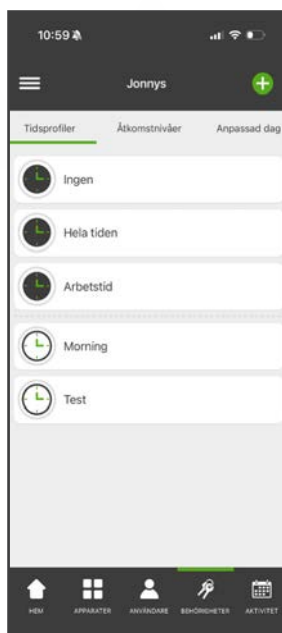 10:59
Jonnys
Tidsprofiler Åtkomstnivåer Anpassad dag
Ingen
Hela tiden
Arbetstid
Morning
Test
HEM APPARATER ANVÄNDARE BEHÖRIGHETER AKTIVITET